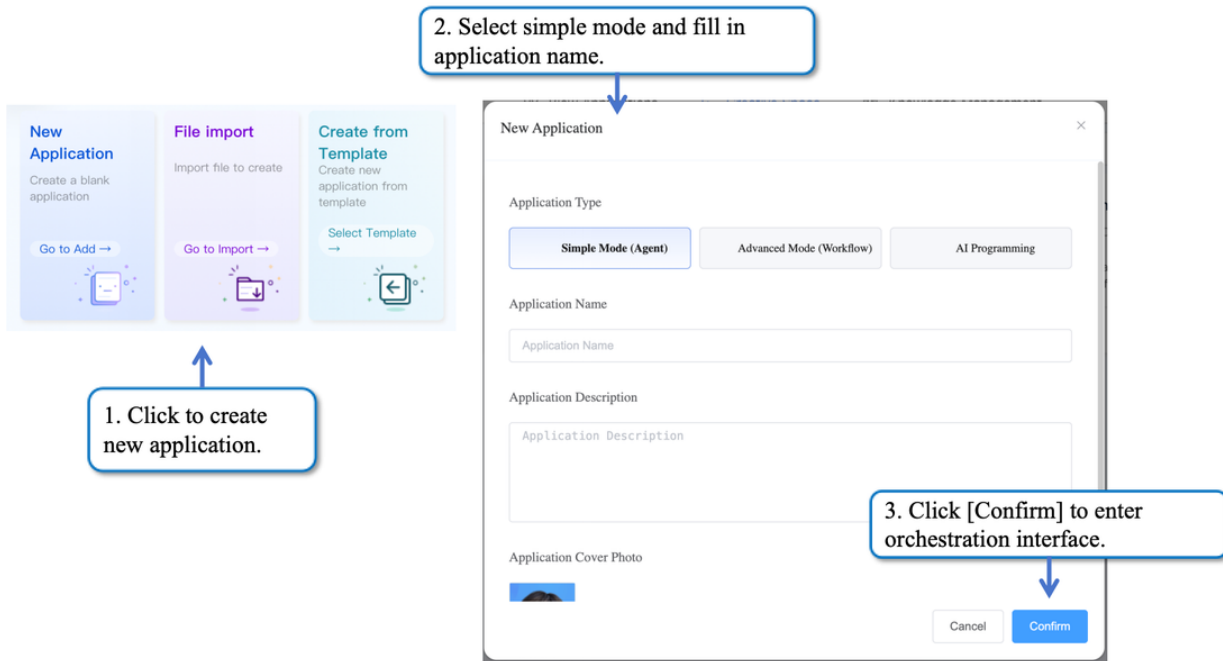 2. Select simple mode and fill in
application name.
New
Application
Create a blank
application
Go to Add →
File import
Import file to create
Go to Import →
Create from
Template
Create new
application from
template
Select Template
→
1. Click to create
new application.
New Application
Application Type
Simple Mode (Agent)
Advanced Mode (Workflow)
AI Programming
Application Name
Application Name
Application Description
Application Description
3. Click [Confirm] to enter
orchestration interface.
Application Cover Photo
Cancel
Confirm